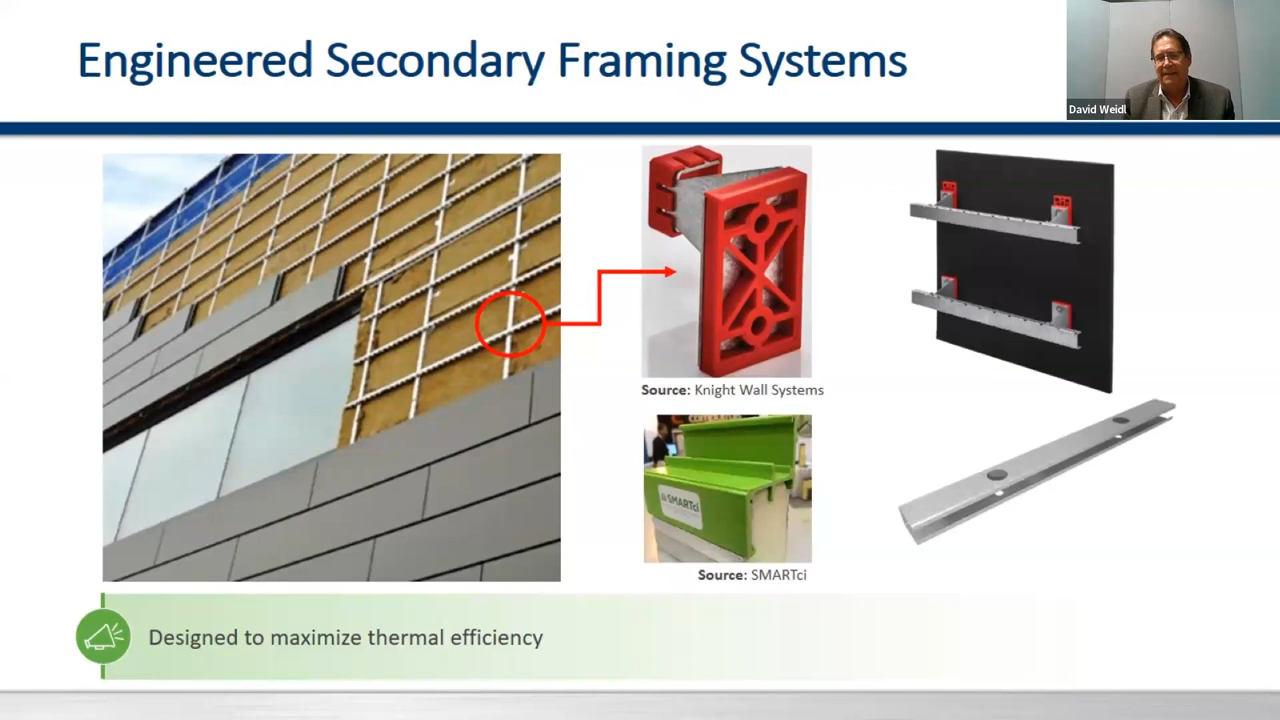 Engineered Secondary Framing Systems
David Weidl
Source: Knight Wall Systems
SMARTci
Source: SMARTci
Designed to maximize thermal efficiency